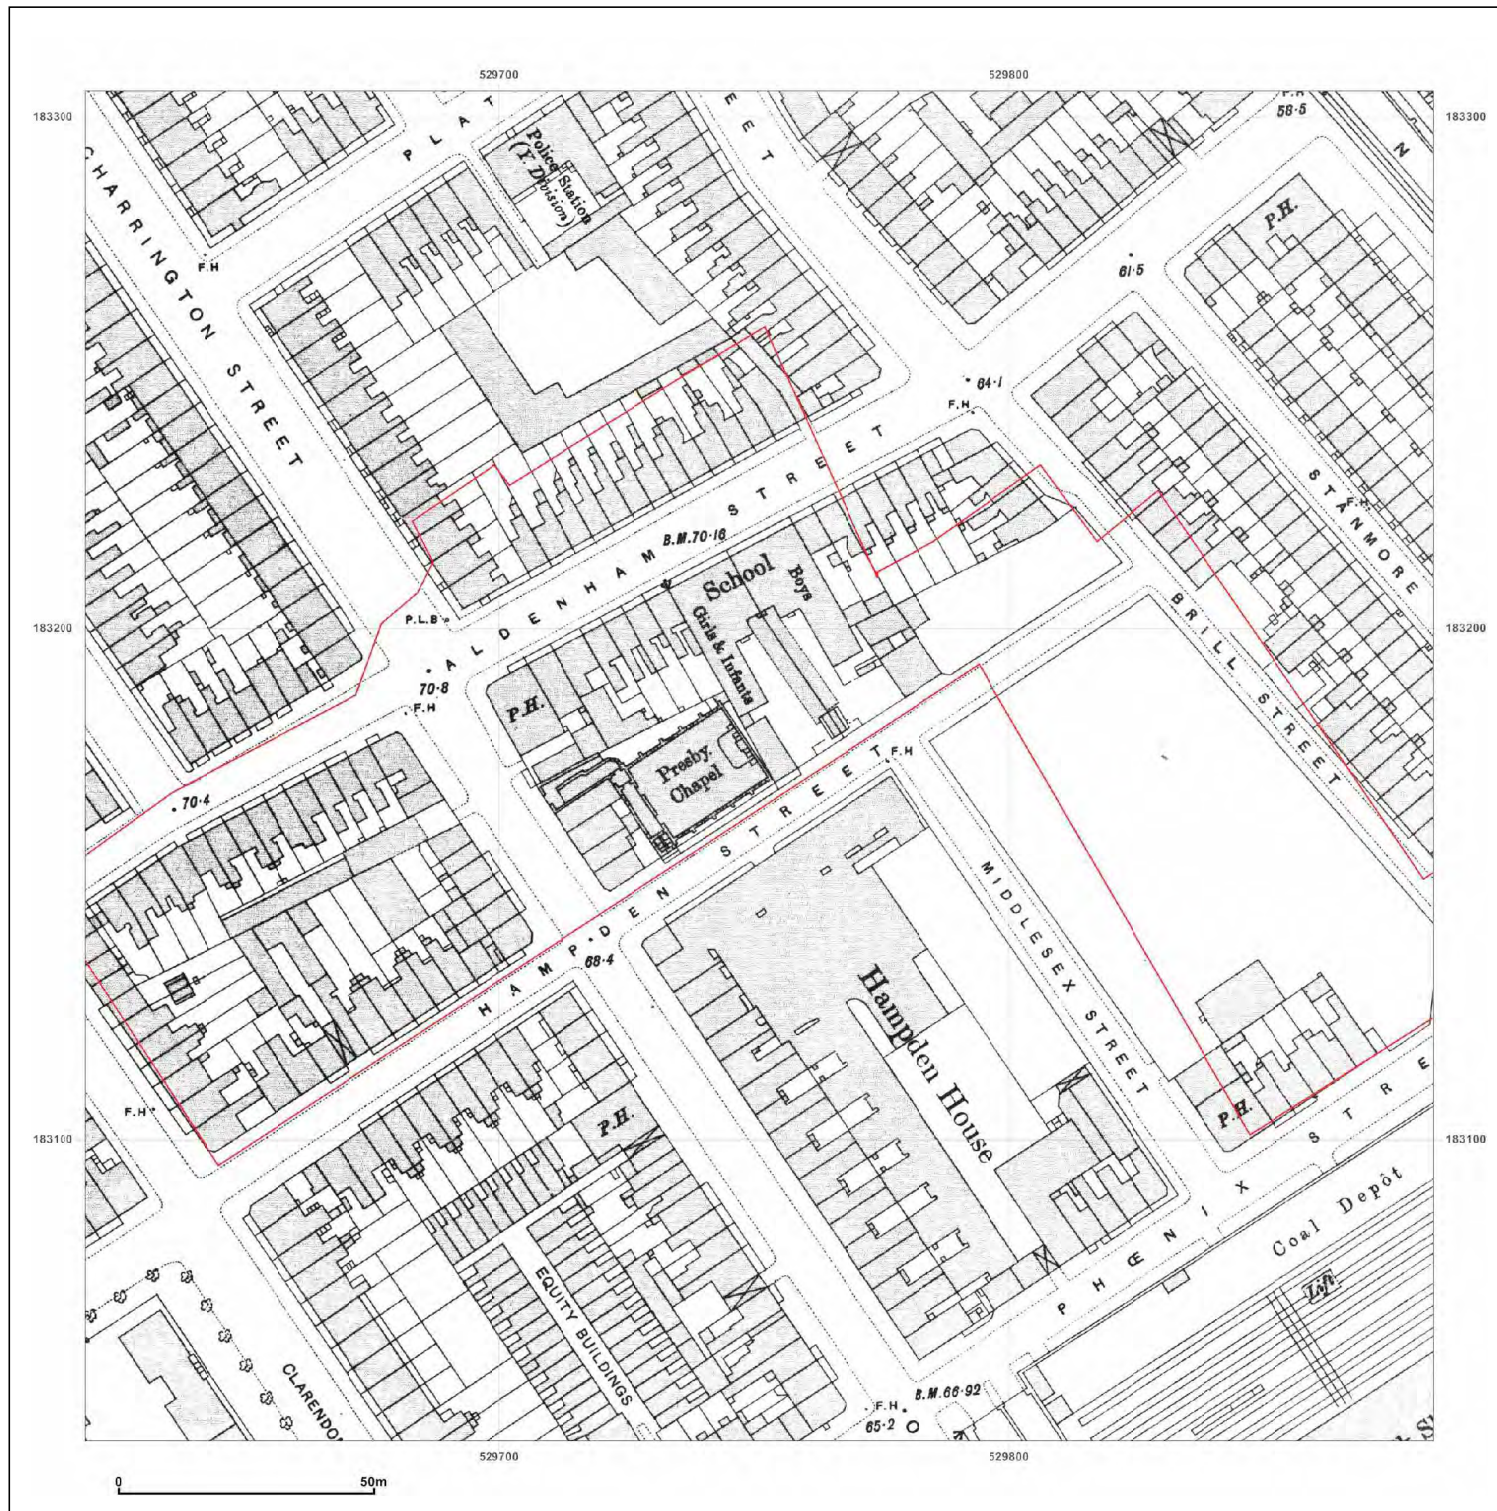 529700
529800
183300
183300
PLAT
EET
58·5
N
Police Station
(Y. Division)
CHARRINGTON STREET
F.H
P.H.
61·5
64·1
F.H.
STANMORE
F.H.
ALDENHAM STREET
B.M.70·16
School
Boys
Girls & Infants
P.L.B
183200
183200
BRILL STREET
70·8
F.H
P.H.
Presby.
Chapel
F.H
70·4
HAMPDEN STREET
68·4
MIDDLESEX STREET
Hampden House
F.H
P.H.
P.H.
183100
183100
PHŒNIX STRE
Coal Depôt
Lift
EQUITY BUILDINGS
CLARENDON
B.M.66·92
F.H
65·2
529700
529800
0
50m